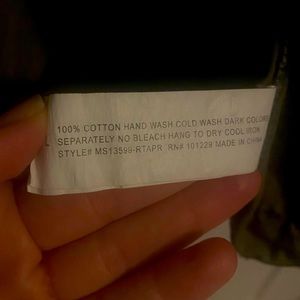 100% COTTON HAND WASH COLD WASH DARK COLORS
SEPARATELY NO BLEACH HANG TO DRY COOL IRON
STYLE# MS13599-RTAPR RN# 101229 MADE IN CHINA